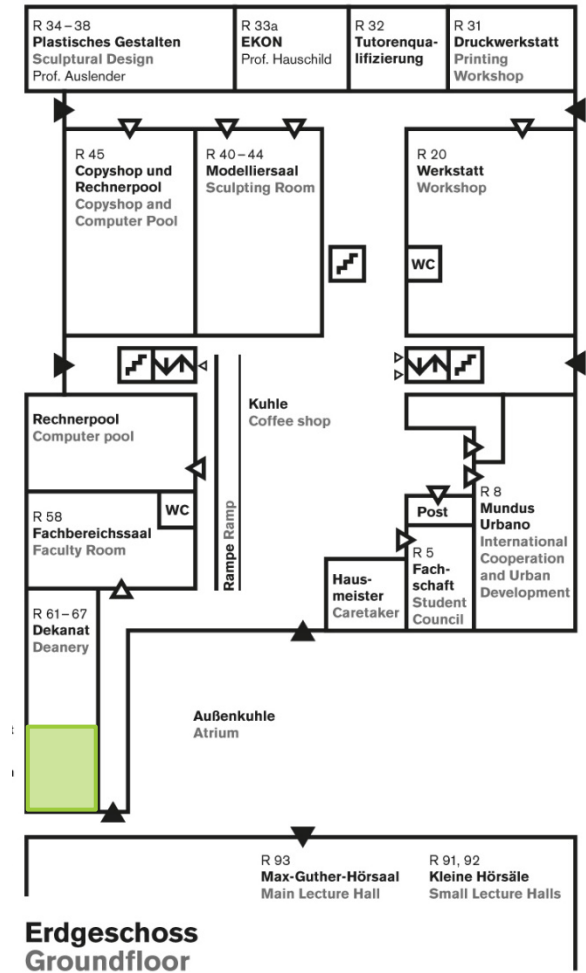 R 34–38
Plastisches Gestalten
Sculptural Design
Prof. Auslender
R 33a
EKON
Prof. Hauschild
R 32
Tutorenqua-
lifizierung
R 31
Druckwerkstatt
Printing
Workshop
R 45
Copyshop und
Rechnerpool
Copyshop and
Computer Pool
R 40–44
Modelliersaal
Sculpting Room
R 20
Werkstatt
Workshop
WC
Rechnerpool
Computer pool
Kuhle
Coffee shop
R 58
Fachbereichssaal
Faculty Room
WC
Rampe Ramp
Post
R 8
Mundus
Urbano
International
Cooperation
and Urban
Development
R 5
Fach-
schaft
Student
Council
Haus-
meister
Caretaker
R 61–67
Dekanat
Deanery
Außenkuhle
Atrium
R 93
Max-Guther-Hörsaal
Main Lecture Hall
R 91, 92
Kleine Hörsäle
Small Lecture Halls
Erdgeschoss
Groundfloor